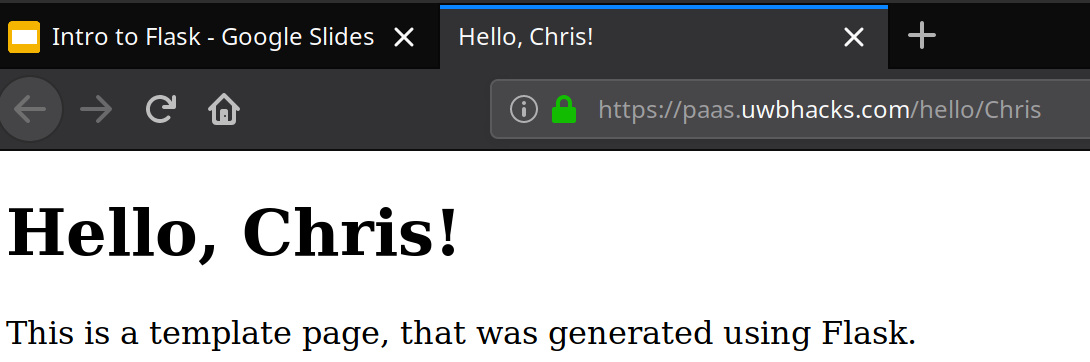 Intro to Flask - Google Slides
Hello, Chris!
https://paas.uwbhacks.com/hello/Chris
Hello, Chris!
This is a template page, that was generated using Flask.